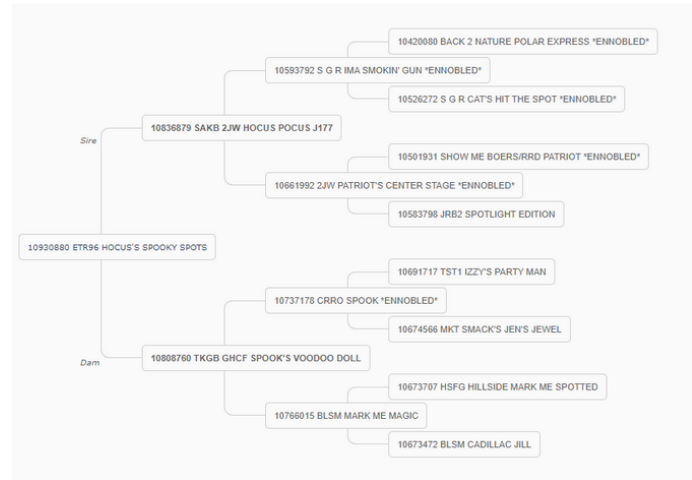 10420080 BACK 2 NATURE POLAR EXPRESS *ENNOBLED*
10593792 S G R IMA SMOKIN' GUN *ENNOBLED*
10526272 S G R CAT'S HIT THE SPOT *ENNOBLED*
10836879 SAKB 2JW HOCUS POCUS J177
Sire
10501931 SHOW ME BOERS/RRD PATRIOT *ENNOBLED*
10661992 2JW PATRIOT'S CENTER STAGE *ENNOBLED*
10583798 JRB2 SPOTLIGHT EDITION
10930880 ETR96 HOCUS'S SPOOKY SPOTS
10691717 TST1 IZZY'S PARTY MAN
10737178 CRRO SPOOK *ENNOBLED*
10674566 MKT SMACK'S JEN'S JEWEL
10808760 TKGB GHCF SPOOK'S VOODOO DOLL
Dam
10673707 HSFG HILLSIDE MARK ME SPOTTED
10766015 BLSM MARK ME MAGIC
10673472 BLSM CADILLAC JILL